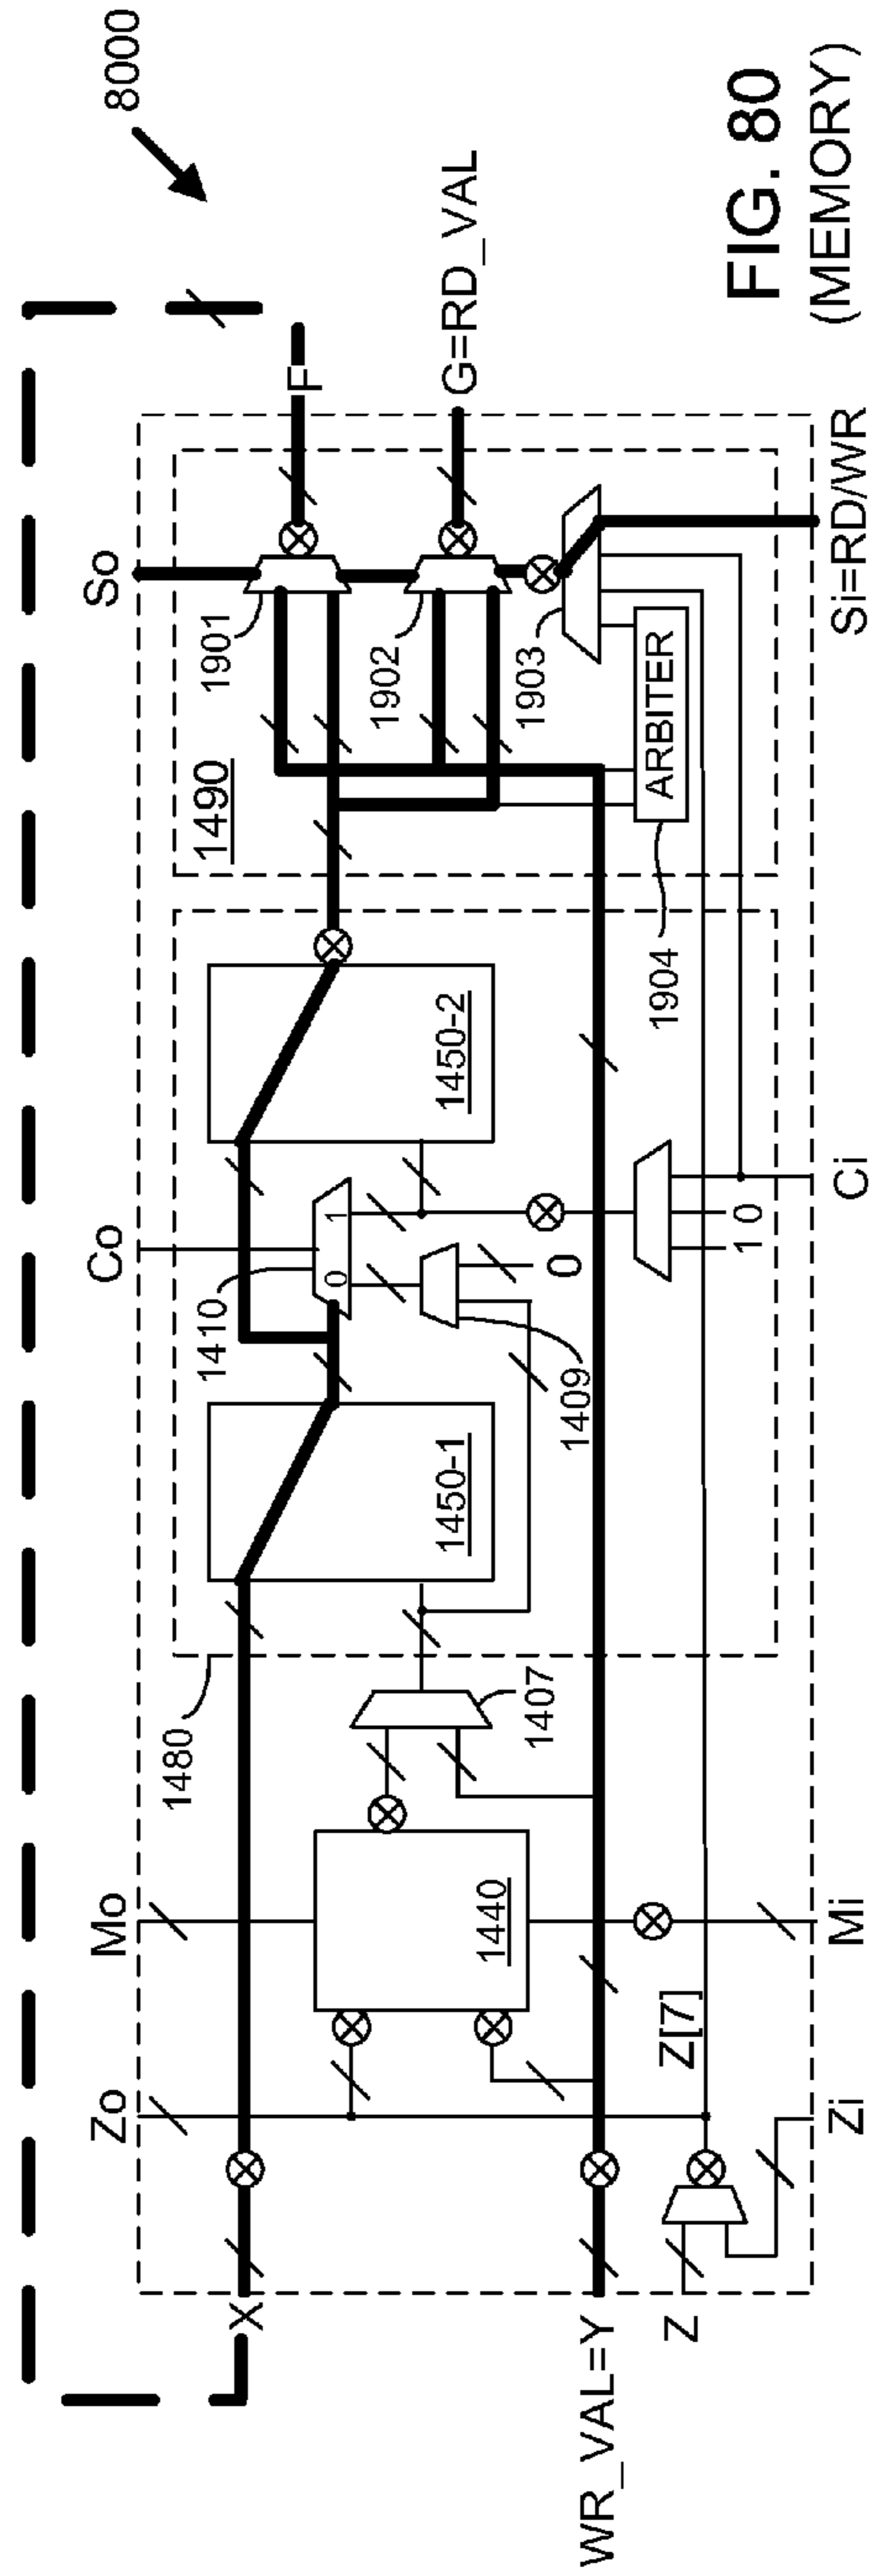 8000
So
Co
Mo
Zo
F
G=RD_VAL
1901
1902
1903
1490
ARBITER
1904
1450-2
1410
0
1
1409
0
1 0
1450-1
1480
1407
1440
X
WR_VAL=Y
Z
Z[7]
Si=RD/WR
Ci
Mi
Zi
FIG. 80
(MEMORY)